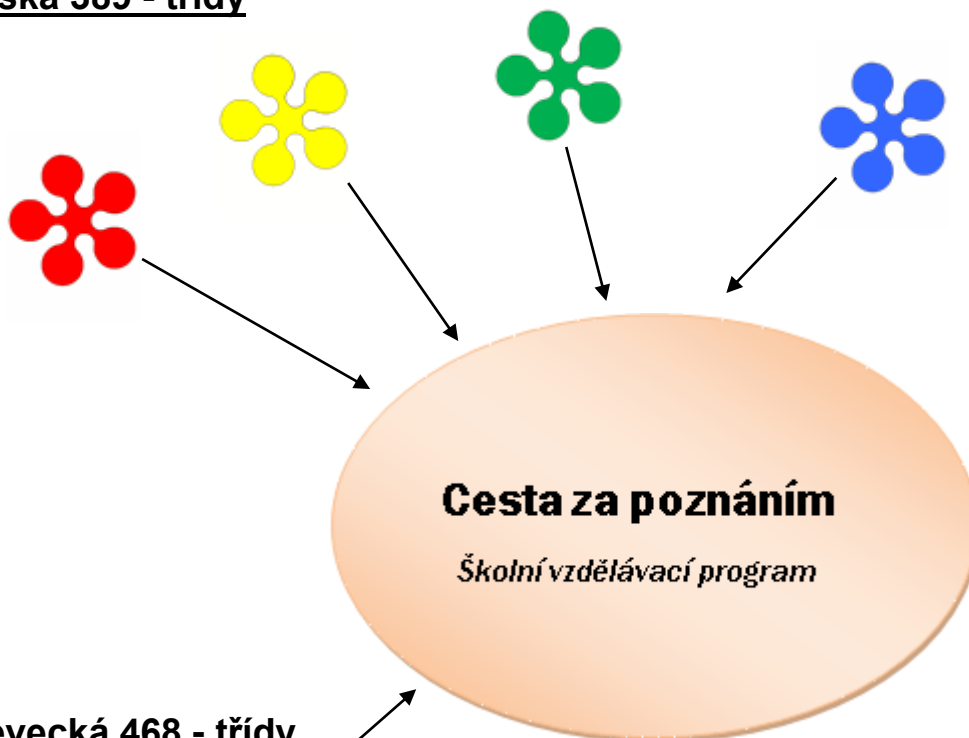 ská 389 - třídy
Cesta za poznáním
Školní vzdělávací program
evecká 468 - třídy